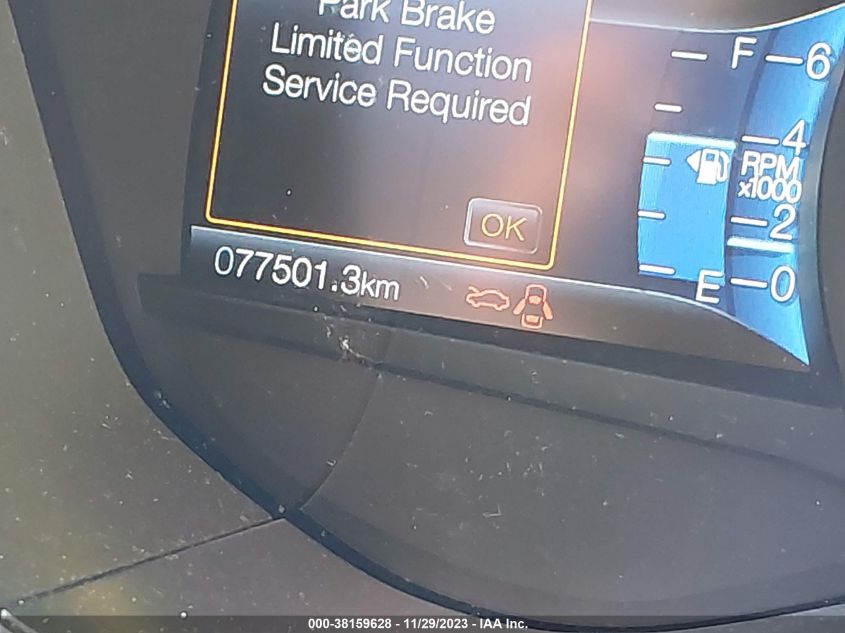 Park Brake
Limited Function
Service Required
OK
077501.3km
F
E
6
4
RPM
x1000
2
0
000-38159628 - 11/29/2023 - IAA Inc.